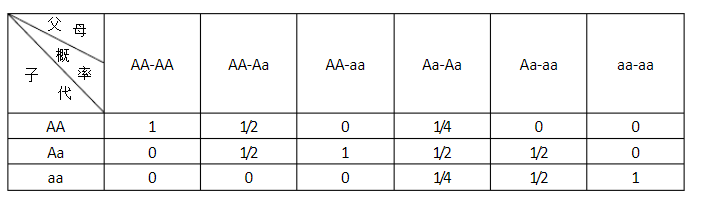 父 母
概 率
子 代
AA-AA AA-Aa AA-aa Aa-Aa Aa-aa aa-aa
AA 1 1/2 0 1/4 0 0
Aa 0 1/2 1 1/2 1/2 0
aa 0 0 0 1/4 1/2 1